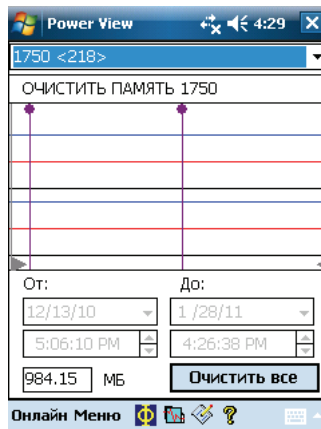 Power View 4:29
1750 <218>
ОЧИСТИТЬ ПАМЯТЬ 1750
От: До:
12/13/10 1 /28/11
5:06:10 PM 4:26:38 PM
984.15 МБ Очистить все
Онлайн Меню